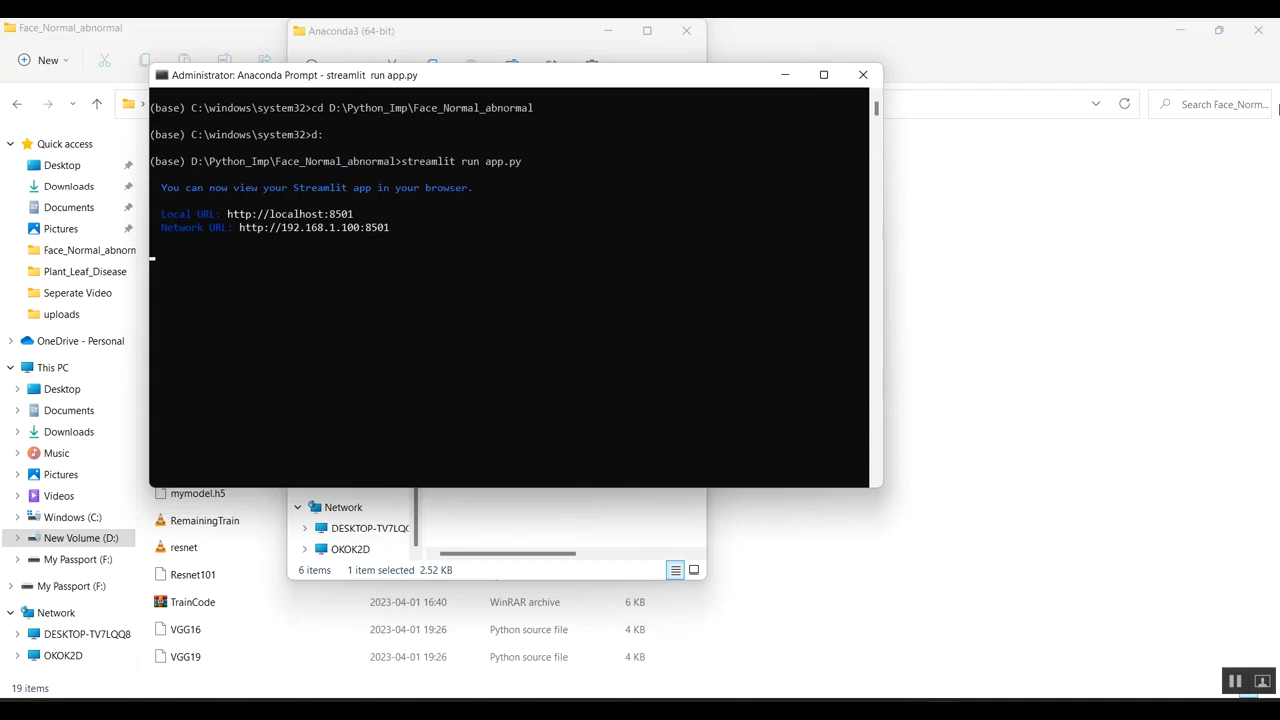 Face_Normal_abnormal
Anaconda3 (64-bit)
New
Administrator: Anaconda Prompt - streamlit run app.py
Search Face_Norm...
(base) C:\windows\system32>cd D:\Python_Imp\Face_Normal_abnormal
(base) C:\windows\system32>d:
(base) D:\Python_Imp\Face_Normal_abnormal>streamlit run app.py
You can now view your Streamlit app in your browser.
Local URL: http://localhost:8501
Network URL: http://192.168.1.100:8501
Quick access
Desktop
Downloads
Documents
Pictures
Face_Normal_abnorn
Plant_Leaf_Disease
Seperate Video
uploads
OneDrive - Personal
This PC
Desktop
Documents
Downloads
Music
Pictures
Videos
Windows (C:)
New Volume (D:)
My Passport (F:)
My Passport (F:)
Network
DESKTOP-TV7LQQ8
OKOK2D
19 items
mymodel.h5
RemainingTrain
resnet
Resnet101
TrainCode 2023-04-01 16:40 WinRAR archive 6 KB
VGG16 2023-04-01 19:26 Python source file 4 KB
VGG19 2023-04-01 19:26 Python source file 4 KB
Network
DESKTOP-TV7LQ
OKOK2D
6 items 1 item selected 2.52 KB